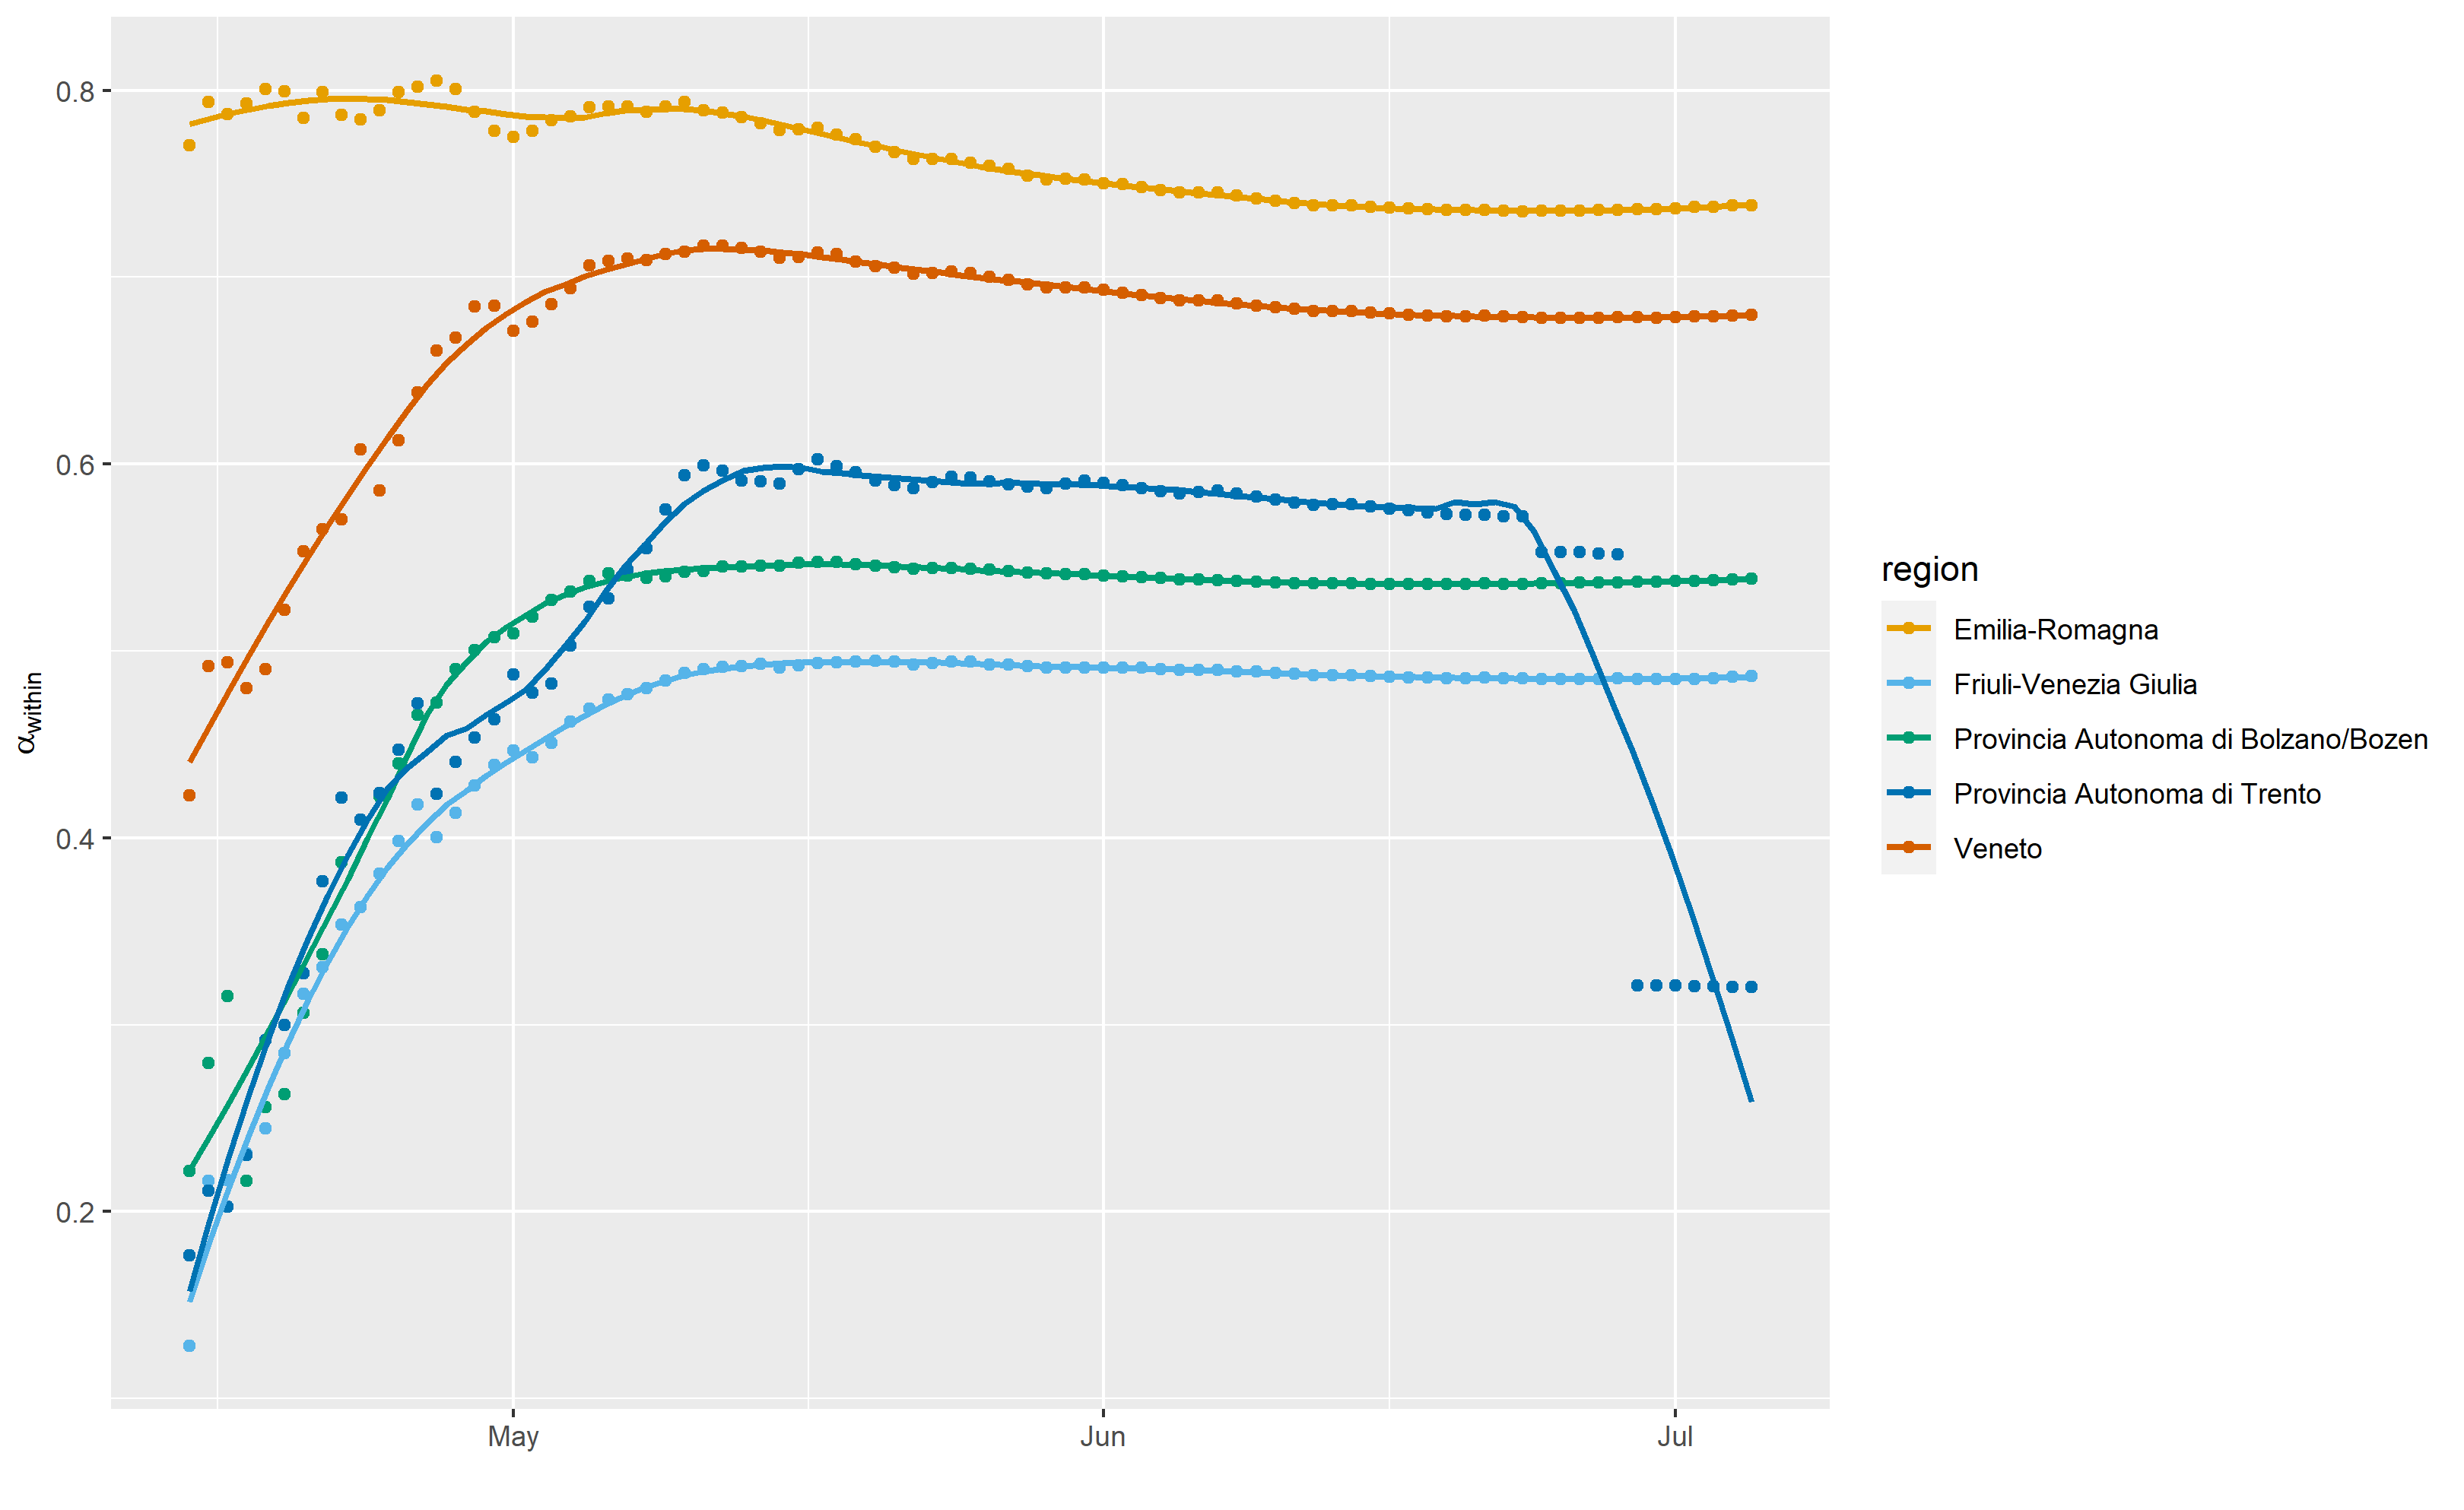 0.8
0.6
0.4
0.2
αwithin
May Jun Jul
region
Emilia-Romagna
Friuli-Venezia Giulia
Provincia Autonoma di Bolzano/Bozen
Provincia Autonoma di Trento
Veneto